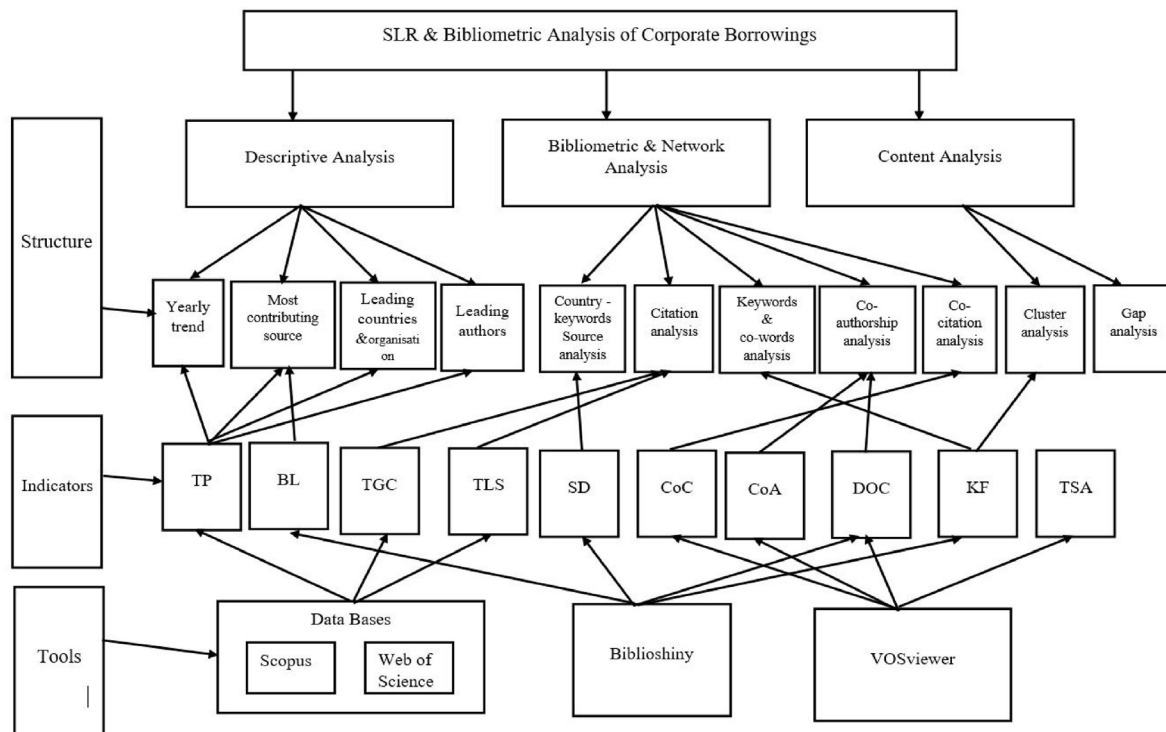 SLR & Bibliometric Analysis of Corporate Borrowings
Structure
Descriptive Analysis
Bibliometric & Network
Analysis
Content Analysis
Yearly
trend
Most
contributing
source
Leading
countries
&organisati
on
Leading
authors
Country -
keywords
Source
analysis
Citation
analysis
Keywords
&
co-words
analysis
Co-
authorship
analysis
Co-
citation
analysis
Cluster
analysis
Gap
analysis
Indicators
TP
BL
TGC
TLS
SD
CoC
CoA
DOC
KF
TSA
Tools
Data Bases
Scopus
Web of
Science
Biblioshiny
VOSviewer